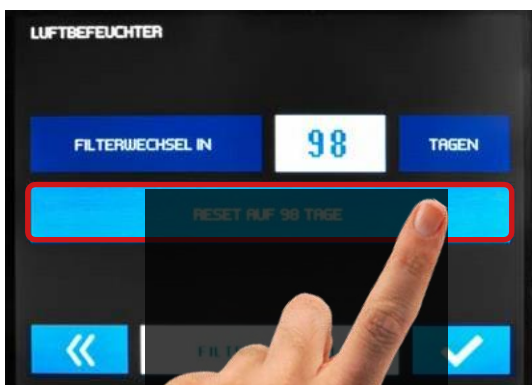 LUFTBEFEUCHTER
FILTERWECHSEL IN 98 TAGEN
RESET AUF 98 TAGE